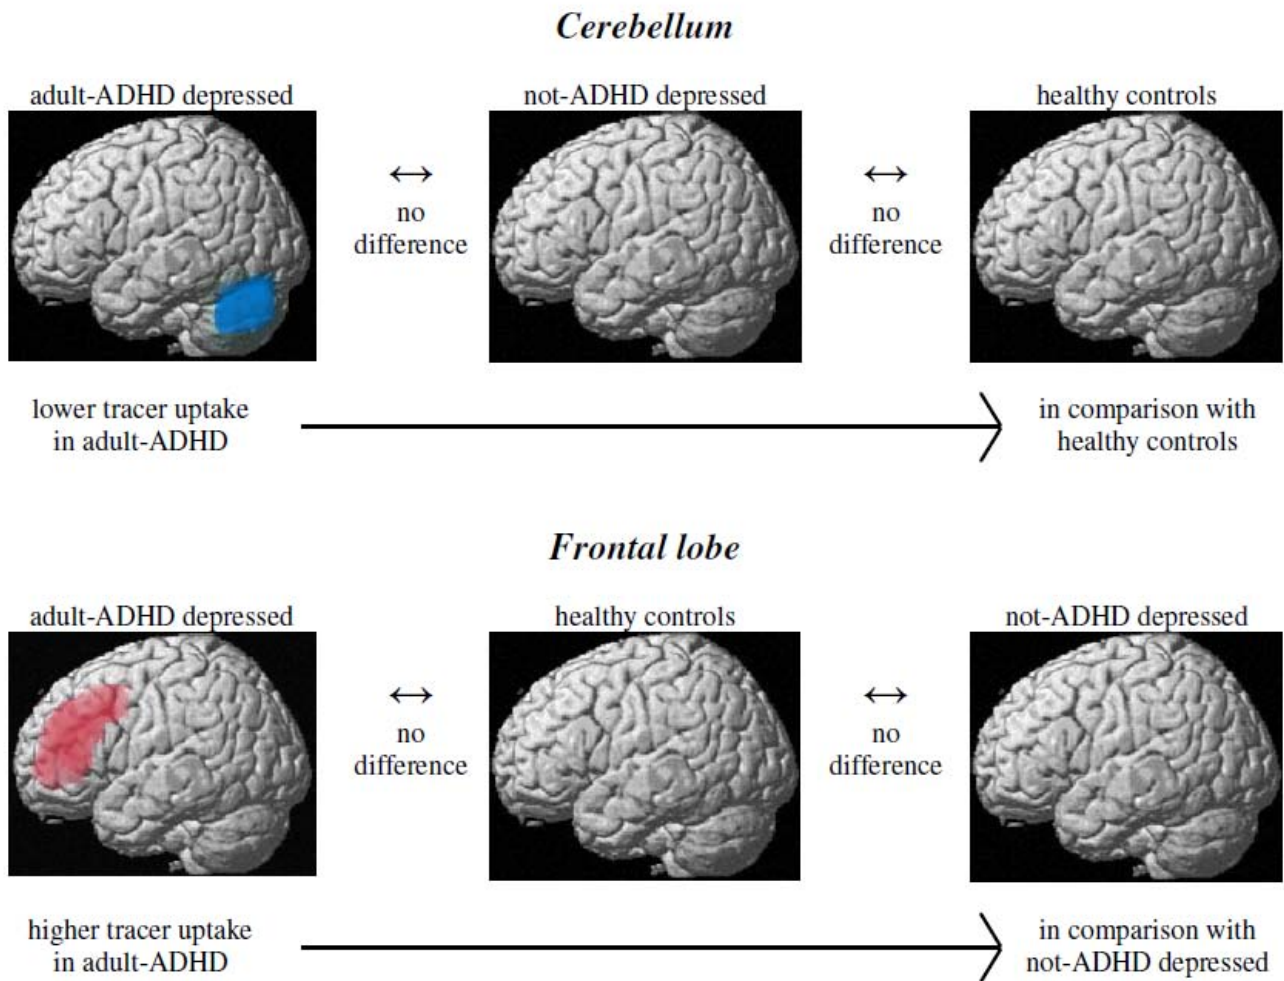 Cerebellum
adult-ADHD depressed
not-ADHD depressed
healthy controls
↔
no
difference
↔
no
difference
lower tracer uptake
in adult-ADHD
in comparison with
healthy controls
Frontal lobe
adult-ADHD depressed
healthy controls
not-ADHD depressed
↔
no
difference
↔
no
difference
higher tracer uptake
in adult-ADHD
in comparison with
not-ADHD depressed